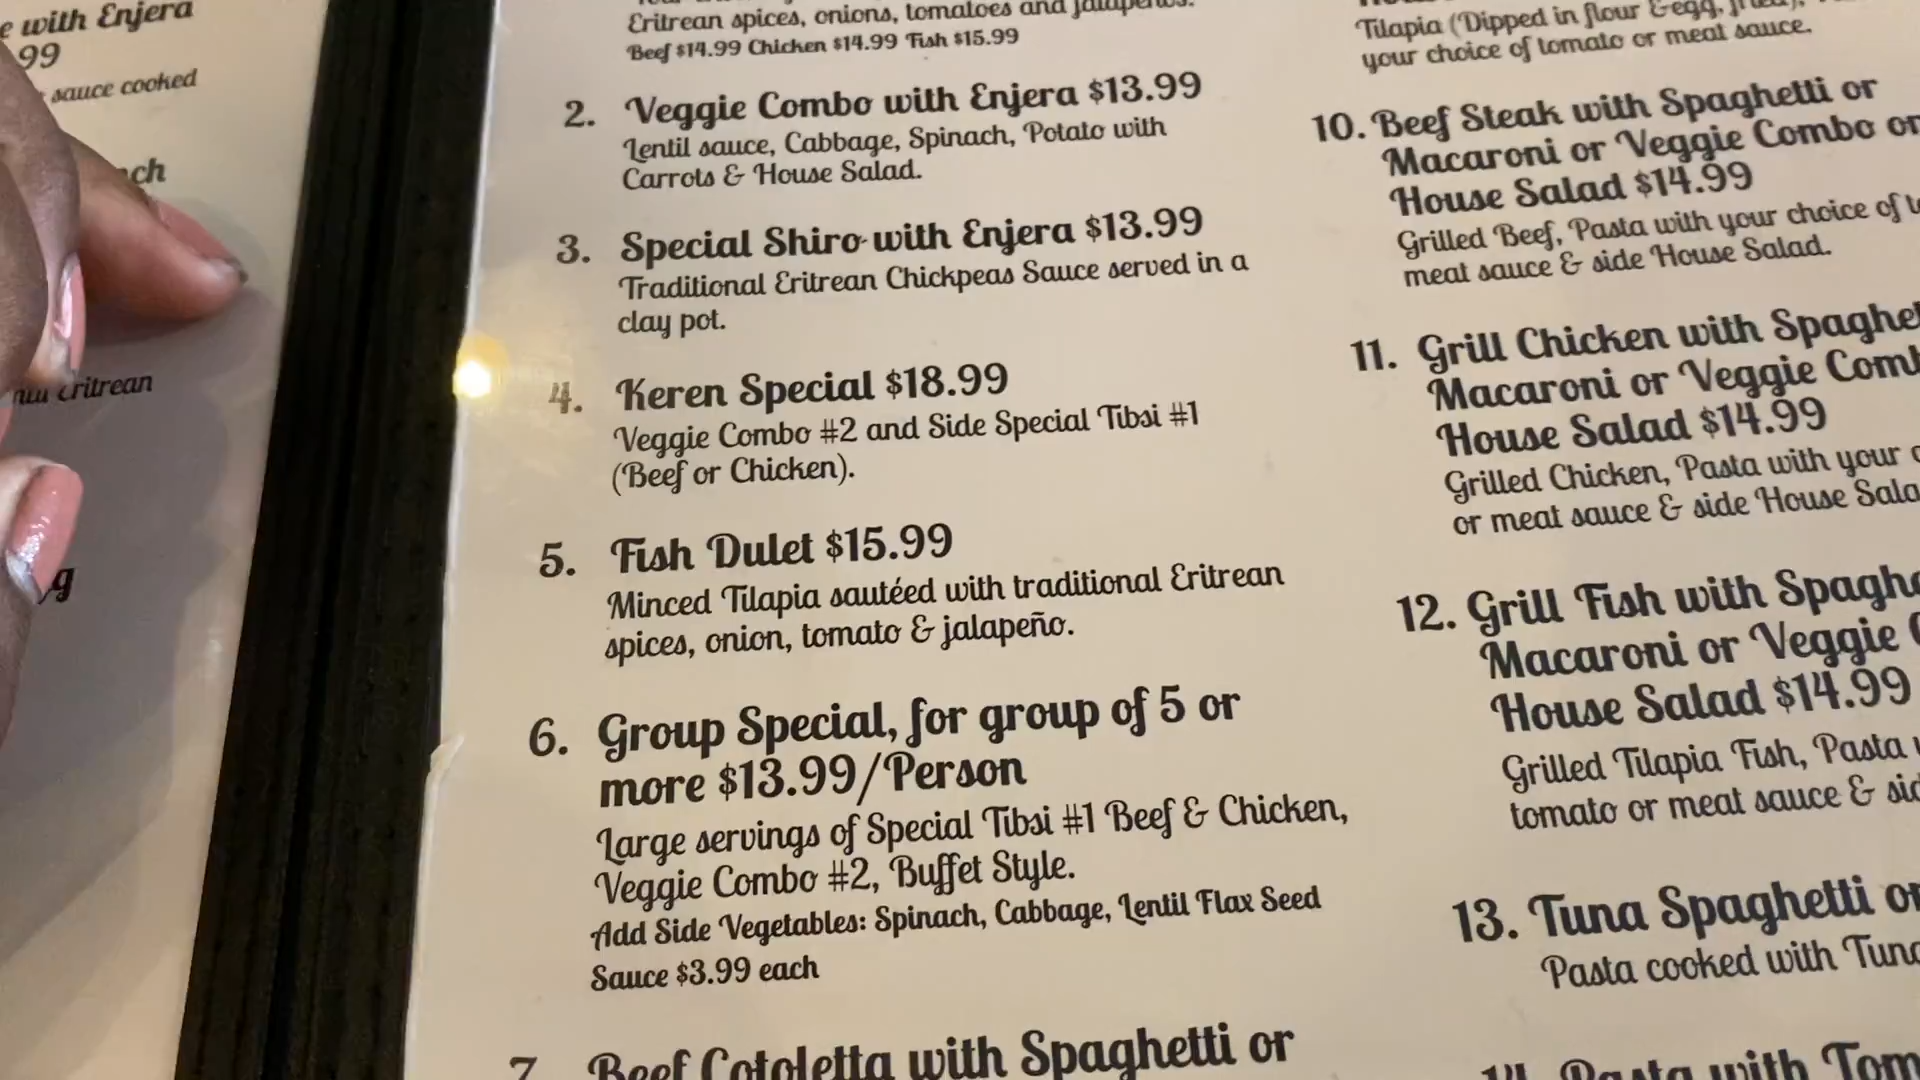 with Enjera
99
sauce cooked
Eritrean
Eritrean spices, onions, tomatoes and jalapenos.
Beef $14.99 Chicken $14.99 Fish $15.99
2. Veggie Combo with Enjera $13.99
Lentil sauce, Cabbage, Spinach, Potato with
Carrots & House Salad.
3. Special Shiro with Enjera $13.99
Traditional Eritrean Chickpeas Sauce served in a
clay pot.
4. Keren Special $18.99
Veggie Combo #2 and Side Special Tibsi #1
(Beef or Chicken).
5. Fish Dulet $15.99
Minced Tilapia sautéed with traditional Eritrean
spices, onion, tomato & jalapeño.
6. Group Special, for group of 5 or
more $13.99/Person
Large servings of Special Tibsi #1 Beef & Chicken,
Veggie Combo #2, Buffet Style.
Add Side Vegetables: Spinach, Cabbage, Lentil Flax Seed
Sauce $3.99 each
7. Beef Cotoletta with Spaghetti or
Tilapia (Dipped in flour & egg, fried),
your choice of tomato or meat sauce.
10. Beef Steak with Spaghetti or
Macaroni or Veggie Combo or
House Salad $14.99
Grilled Beef, Pasta with your choice of
meat sauce & side House Salad.
11. Grill Chicken with
Macaroni or Veggie
House Salad $14.99
Grilled Chicken, Pasta with your
or meat sauce & side House
12. Grill Fish with
Macaroni or Veggie
House Salad $14.99
Grilled Tilapia Fish, Pasta
tomato or meat sauce &
13. Tuna Spaghetti or
Pasta cooked with
14. Pasta with